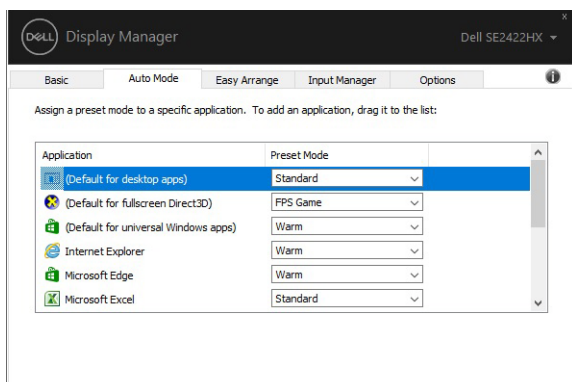 x
DELL Display Manager Dell SE2422HX
Basic Auto Mode Easy Arrange Input Manager Options i
Assign a preset mode to a specific application. To add an application, drag it to the list:
Application Preset Mode
(Default for desktop apps) Standard
(Default for fullscreen Direct3D) FPS Game
(Default for universal Windows apps) Warm
Internet Explorer Warm
Microsoft Edge Warm
Microsoft Excel Standard